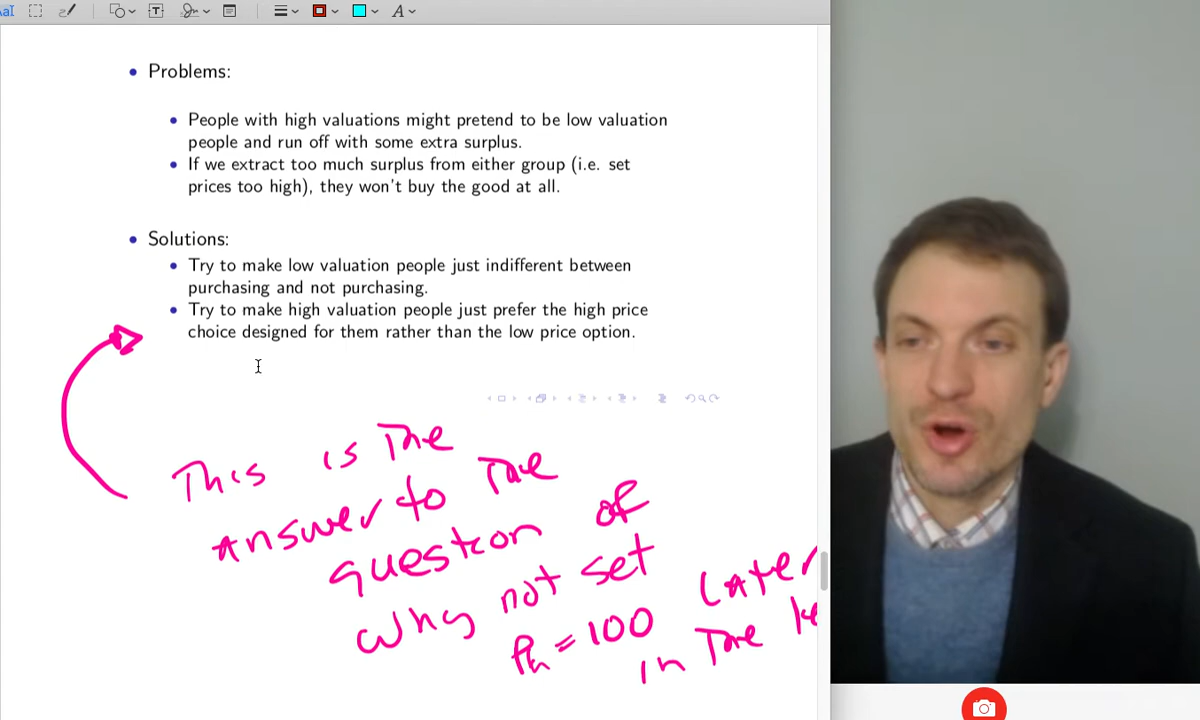 Problems:
People with high valuations might pretend to be low valuation
people and run off with some extra surplus.
If we extract too much surplus from either group (i.e. set
prices too high), they won't buy the good at all.
Solutions:
Try to make low valuation people just indifferent between
purchasing and not purchasing.
Try to make high valuation people just prefer the high price
choice designed for them rather than the low price option.
This is The
answer to The
question of
why not set
Ph = 100 Later
in The